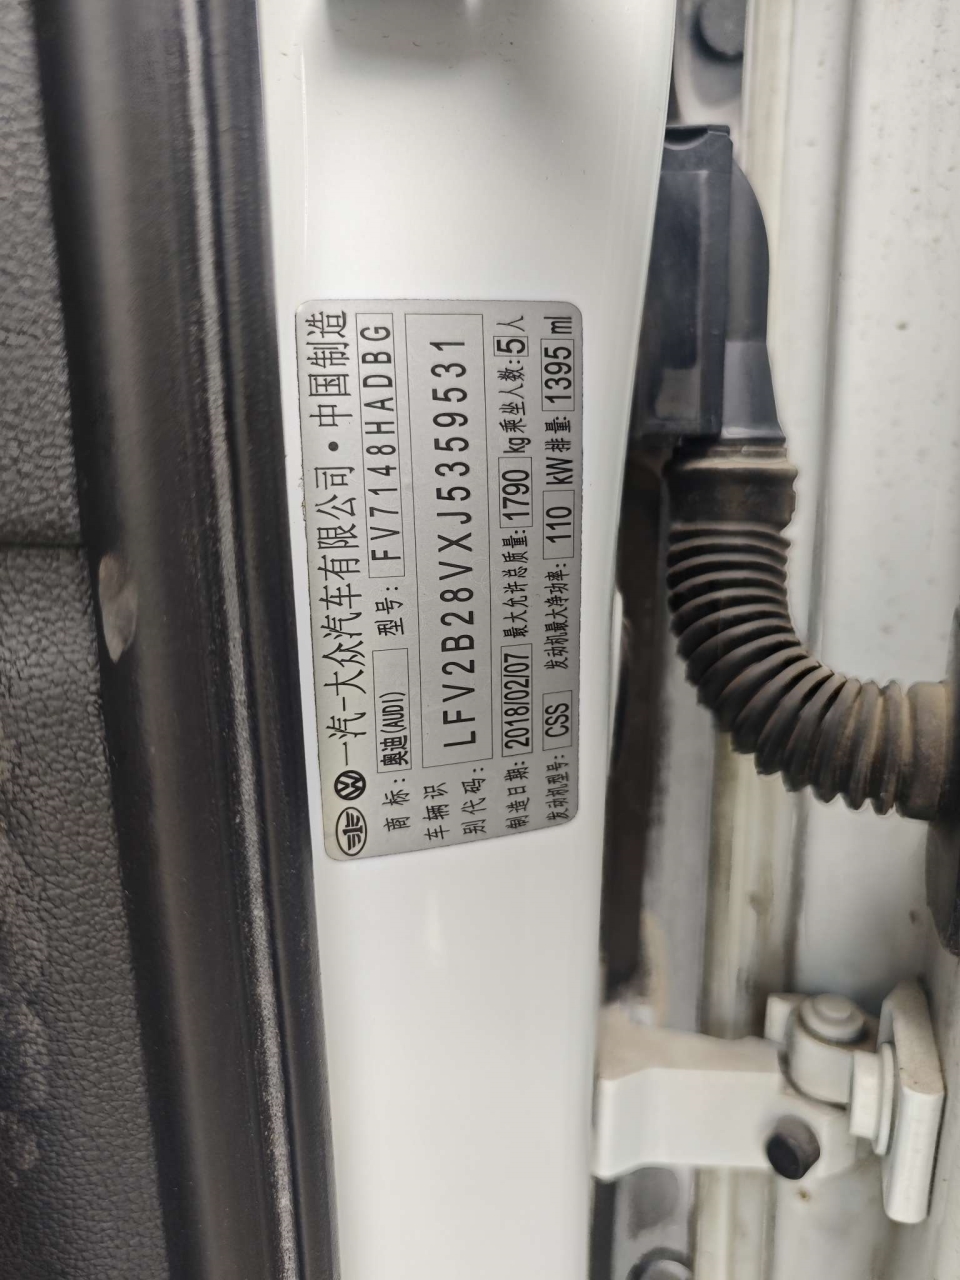 一汽-大众汽车有限公司·中国制造
商标: 奥迪(AUDI) 型号: FV7148HADBG
车辆识别代码: LFV2B28VXJ5359531
制造日期: 2018/02/07 最大允许总质量: 1790 kg 乘坐人数: 5 人
发动机型号: CSS 发动机最大净功率: 110 kW 排量: 1395 ml